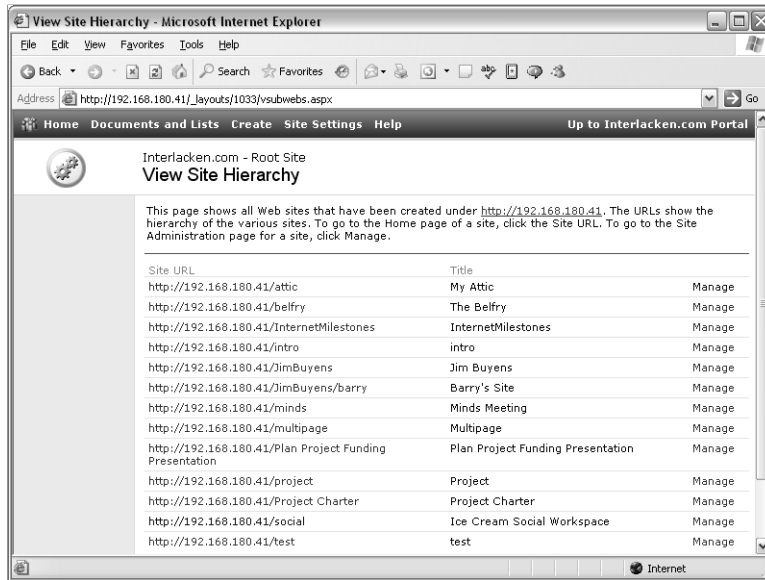 View Site Hierarchy - Microsoft Internet Explorer
File Edit View Favorites Tools Help
Back Search Favorites
Address http://192.168.180.41/_layouts/1033/vsubwebs.aspx Go
Home Documents and Lists Create Site Settings Help Up to Interlacken.com Portal
Interlacken.com - Root Site
View Site Hierarchy
This page shows all Web sites that have been created under http://192.168.180.41. The URLs show the
hierarchy of the various sites. To go to the Home page of a site, click the Site URL. To go to the Site
Administration page for a site, click Manage.
Site URL Title
http://192.168.180.41/attic My Attic Manage
http://192.168.180.41/belfry The Belfry Manage
http://192.168.180.41/InternetMilestones InternetMilestones Manage
http://192.168.180.41/intro intro Manage
http://192.168.180.41/JimBuyens Jim Buyens Manage
http://192.168.180.41/JimBuyens/barry Barry's Site Manage
http://192.168.180.41/minds Minds Meeting Manage
http://192.168.180.41/multipage Multipage Manage
http://192.168.180.41/Plan Project Funding Plan Project Funding Presentation Manage
Presentation
http://192.168.180.41/project Project Manage
http://192.168.180.41/Project Charter Project Charter Manage
http://192.168.180.41/social Ice Cream Social Workspace Manage
http://192.168.180.41/test test Manage
Internet